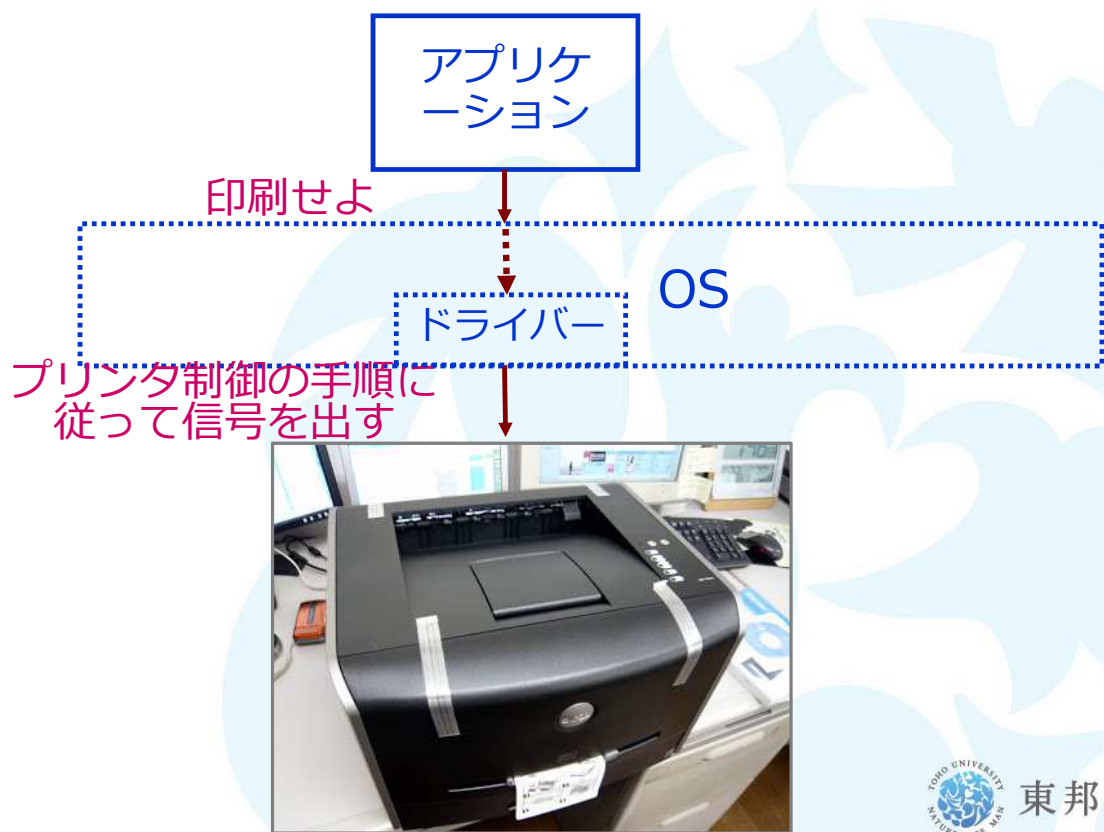 アプリケ
ーション
印刷せよ
OS
ドライバー
プリンタ制御の手順に
従って信号を出す
TOHO UNIVERSITY
東邦